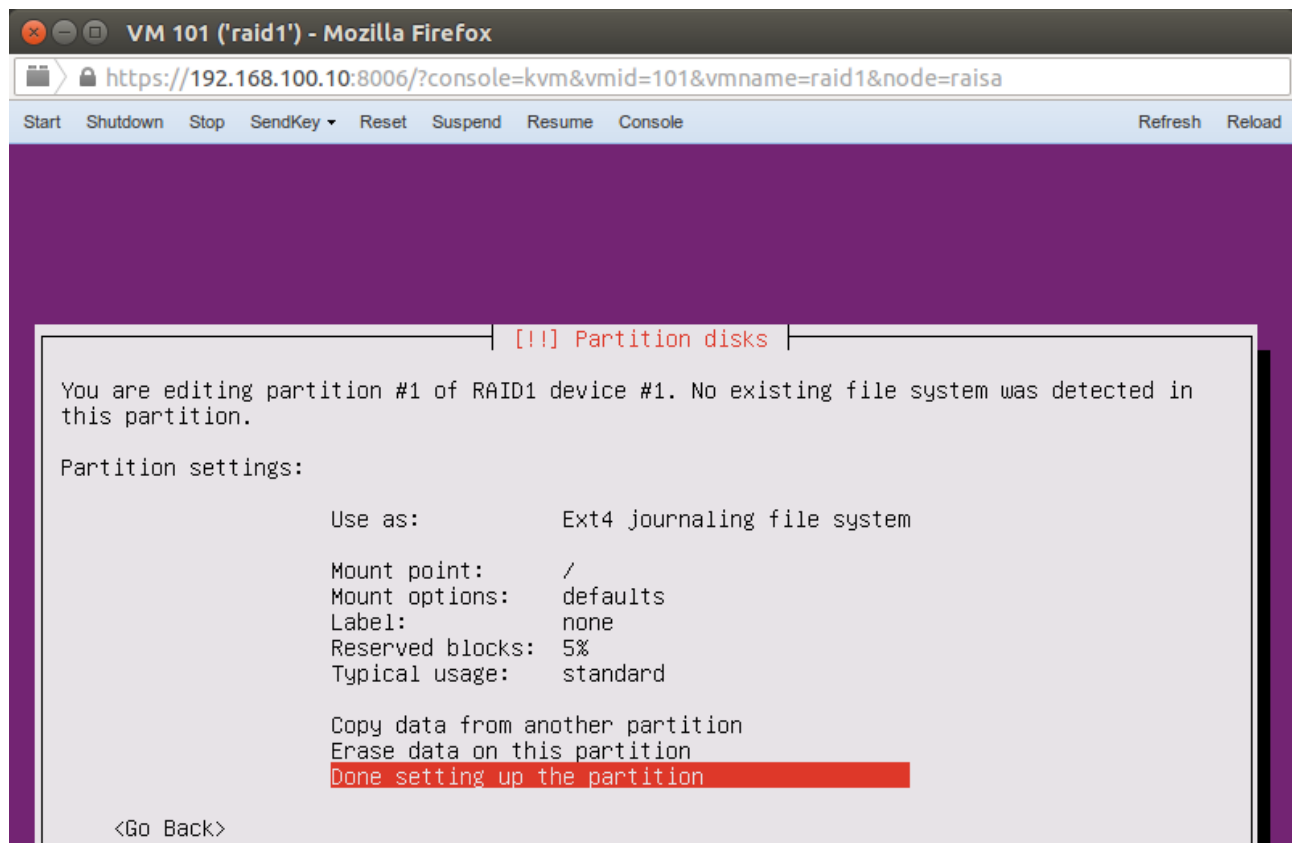 VM 101 ('raid1') - Mozilla Firefox
https://192.168.100.10:8006/?console=kvm&vmid=101&vmname=raid1&node=raisa
Start Shutdown Stop SendKey Reset Suspend Resume Console Refresh Reload
[!!] Partition disks
You are editing partition #1 of RAID1 device #1. No existing file system was detected in
this partition.
Partition settings:
Use as: Ext4 journaling file system
Mount point: /
Mount options: defaults
Label: none
Reserved blocks: 5%
Typical usage: standard
Copy data from another partition
Erase data on this partition
Done setting up the partition
<Go Back>